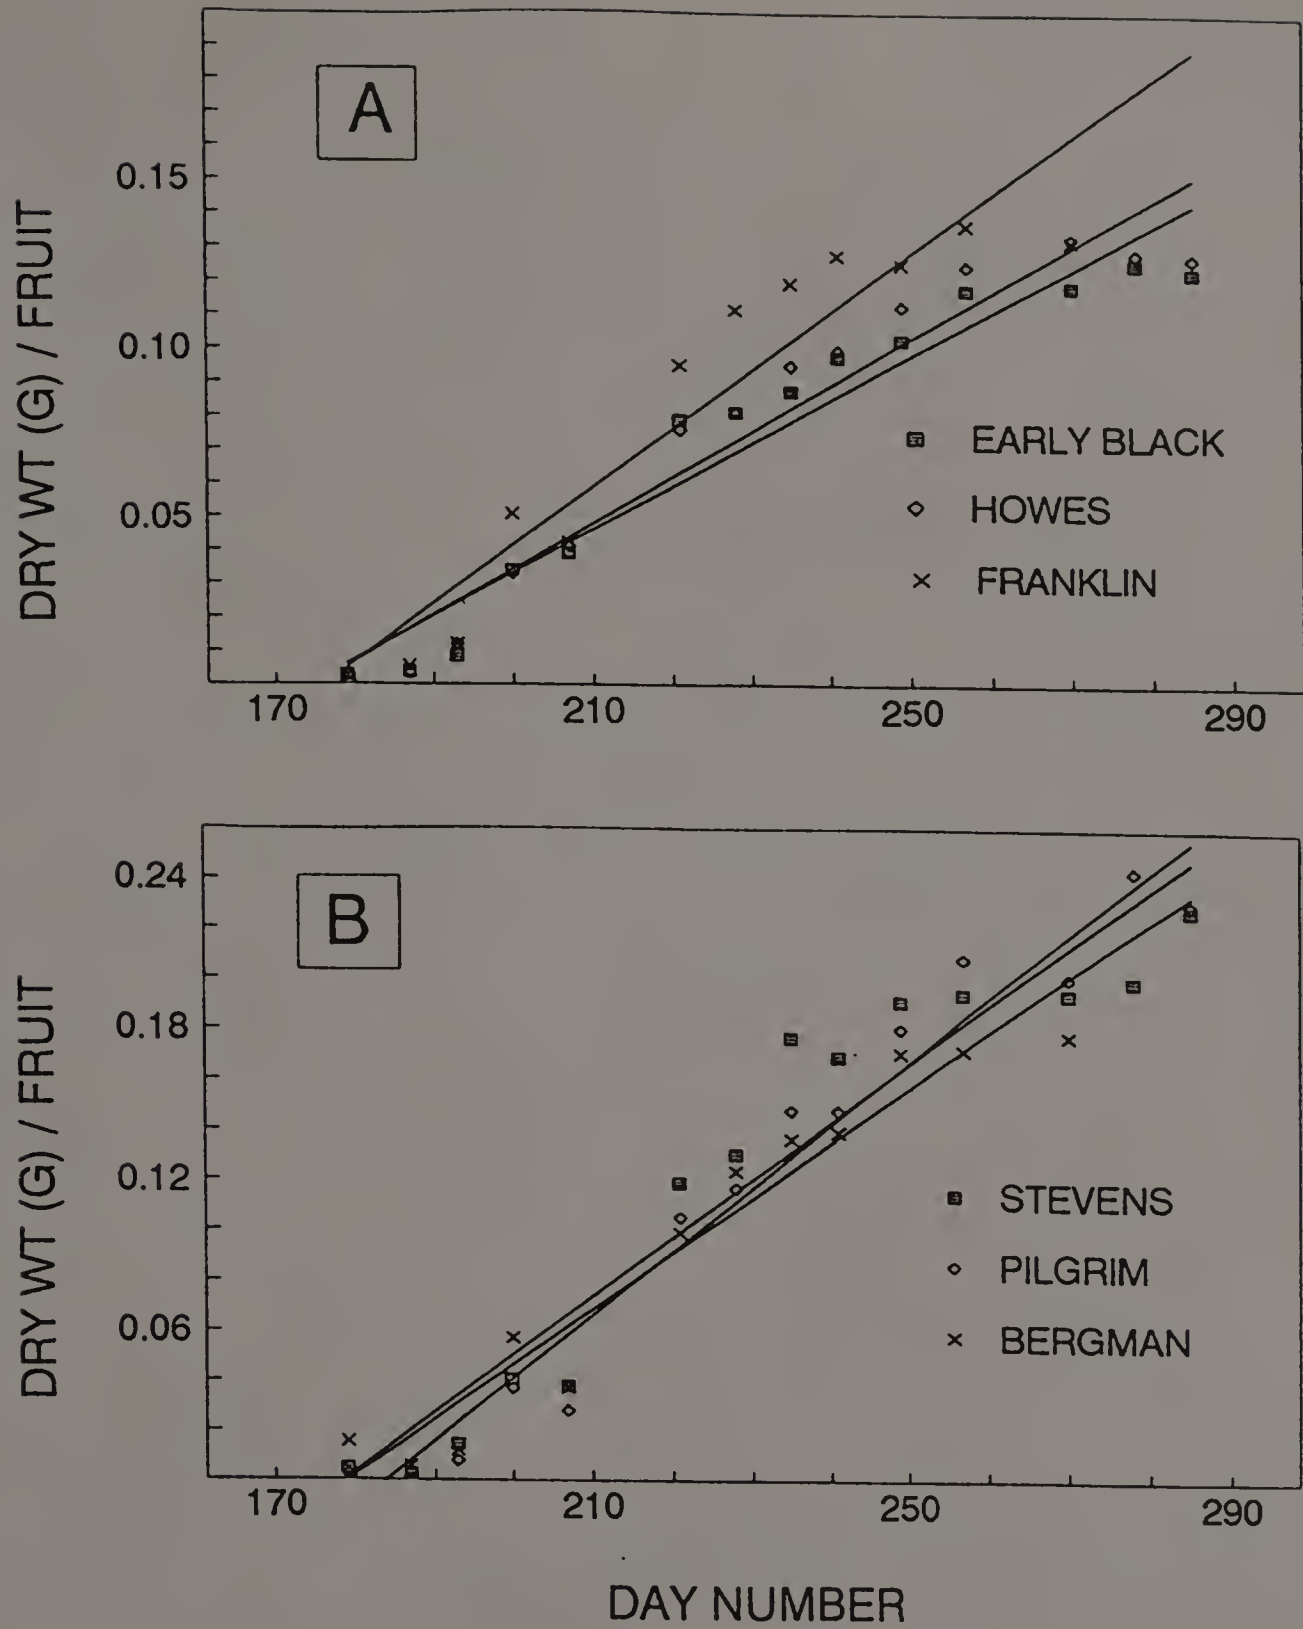 A
DRY WT (G) / FRUIT
0.15
0.10
0.05
EARLY BLACK
HOWES
FRANKLIN
170 210 250 290
B
DRY WT (G) / FRUIT
0.24
0.18
0.12
0.06
STEVENS
PILGRIM
BERGMAN
170 210 250 290
DAY NUMBER